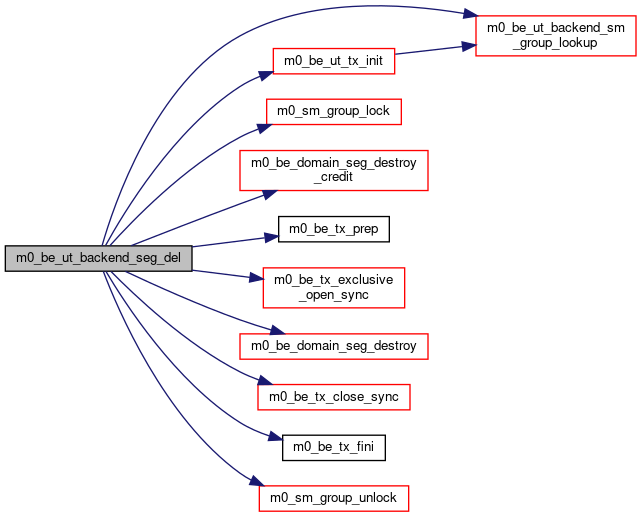 m0_be_ut_backend_seg_del
m0_be_ut_backend_sm
_group_lookup
m0_be_ut_tx_init
m0_sm_group_lock
m0_be_domain_seg_destroy
_credit
m0_be_tx_prep
m0_be_tx_exclusive
_open_sync
m0_be_domain_seg_destroy
m0_be_tx_close_sync
m0_be_tx_fini
m0_sm_group_unlock